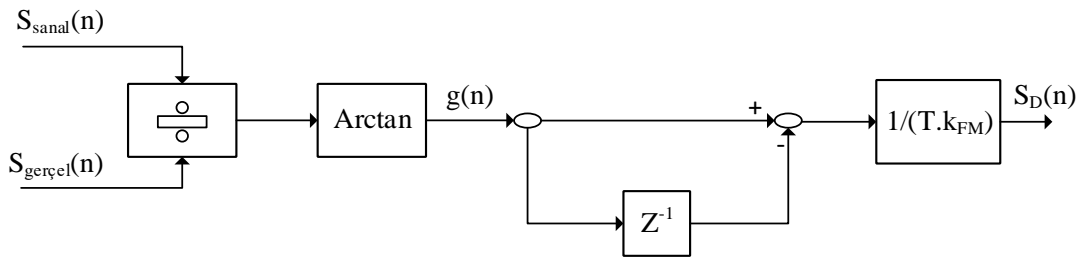 S_sanal(n)
S_gerçel(n)
÷
Arctan
g(n)
+
-
Z^-1
1/(T.k_FM)
S_D(n)